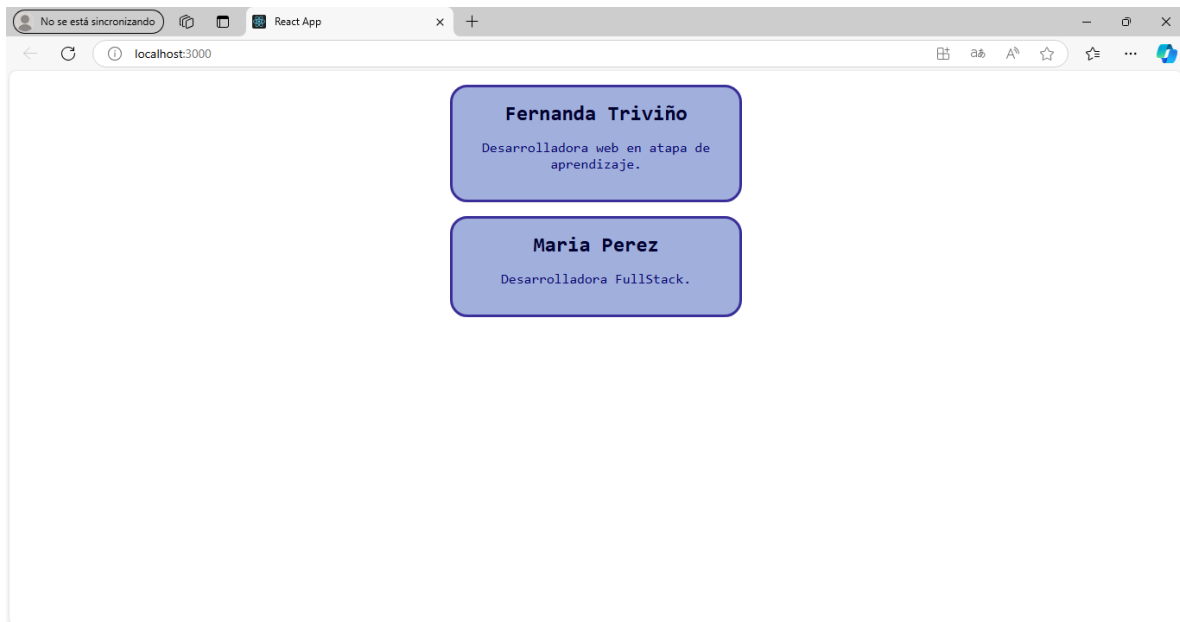 No se está sincronizando
React App
localhost:3000
Fernanda Triviño
Desarrolladora web en atapa de
aprendizaje.
Maria Perez
Desarrolladora FullStack.